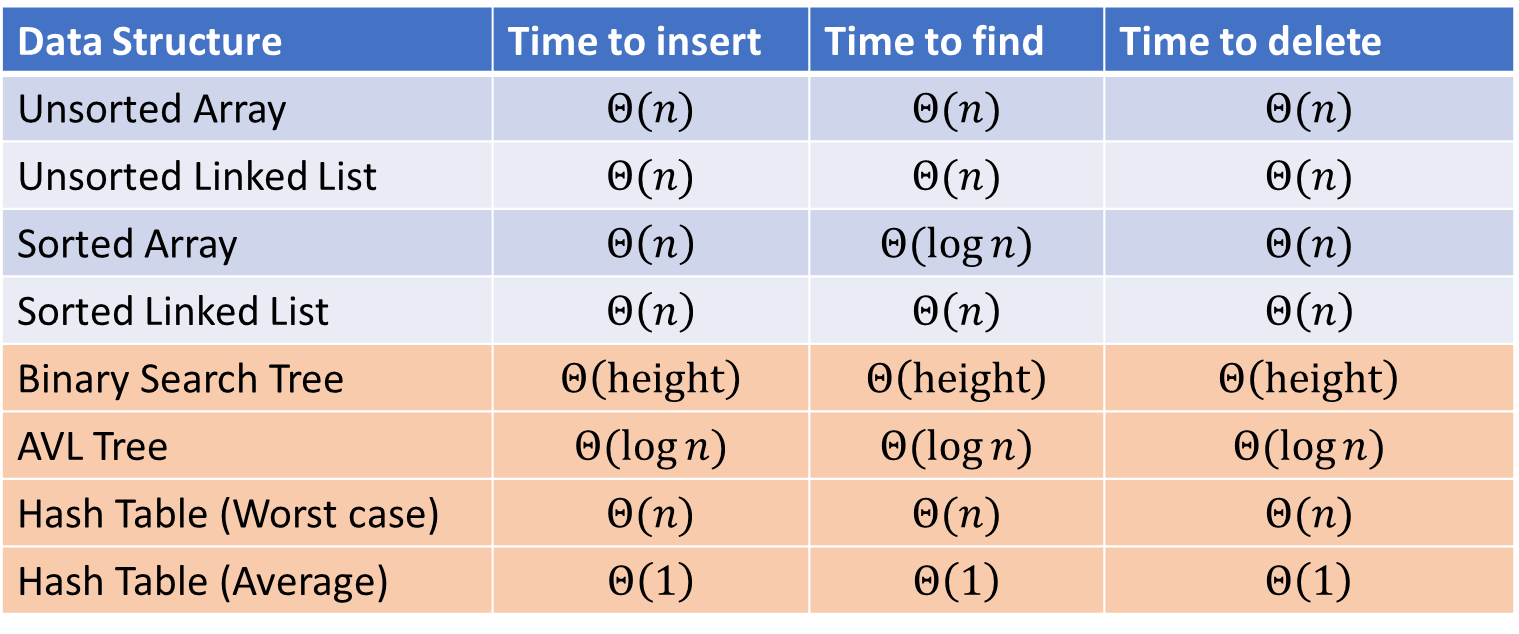 Data Structure Time to insert Time to find Time to delete
Unsorted Array Θ(n) Θ(n) Θ(n)
Unsorted Linked List Θ(n) Θ(n) Θ(n)
Sorted Array Θ(n) Θ(log n) Θ(n)
Sorted Linked List Θ(n) Θ(n) Θ(n)
Binary Search Tree Θ(height) Θ(height) Θ(height)
AVL Tree Θ(log n) Θ(log n) Θ(log n)
Hash Table (Worst case) Θ(n) Θ(n) Θ(n)
Hash Table (Average) Θ(1) Θ(1) Θ(1)